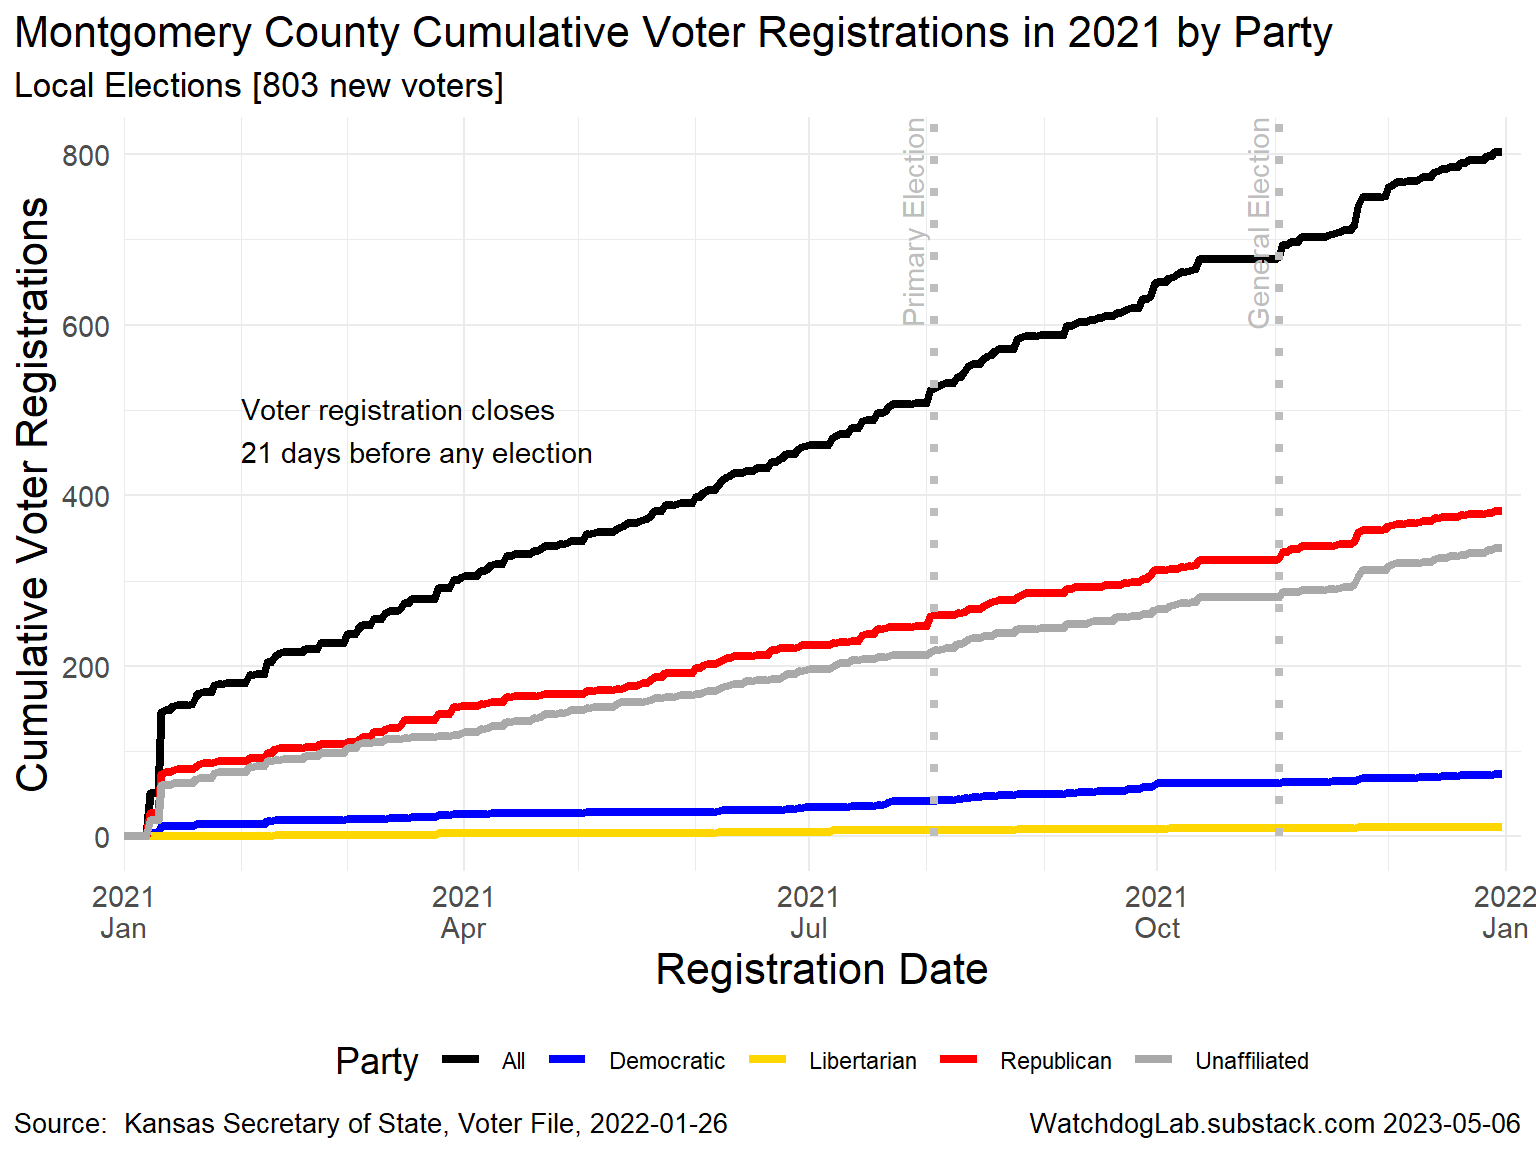 Montgomery County Cumulative Voter Registrations in 2021 by Party
Local Elections [803 new voters]
Cumulative Voter Registrations
800
600
400
200
0
Primary Election
General Election
Voter registration closes
21 days before any election
2021
Jan
2021
Apr
2021
Jul
2021
Oct
2022
Jan
Registration Date
Party All Democratic Libertarian Republican Unaffiliated
Source:  Kansas Secretary of State, Voter File, 2022-01-26
WatchdogLab.substack.com 2023-05-06